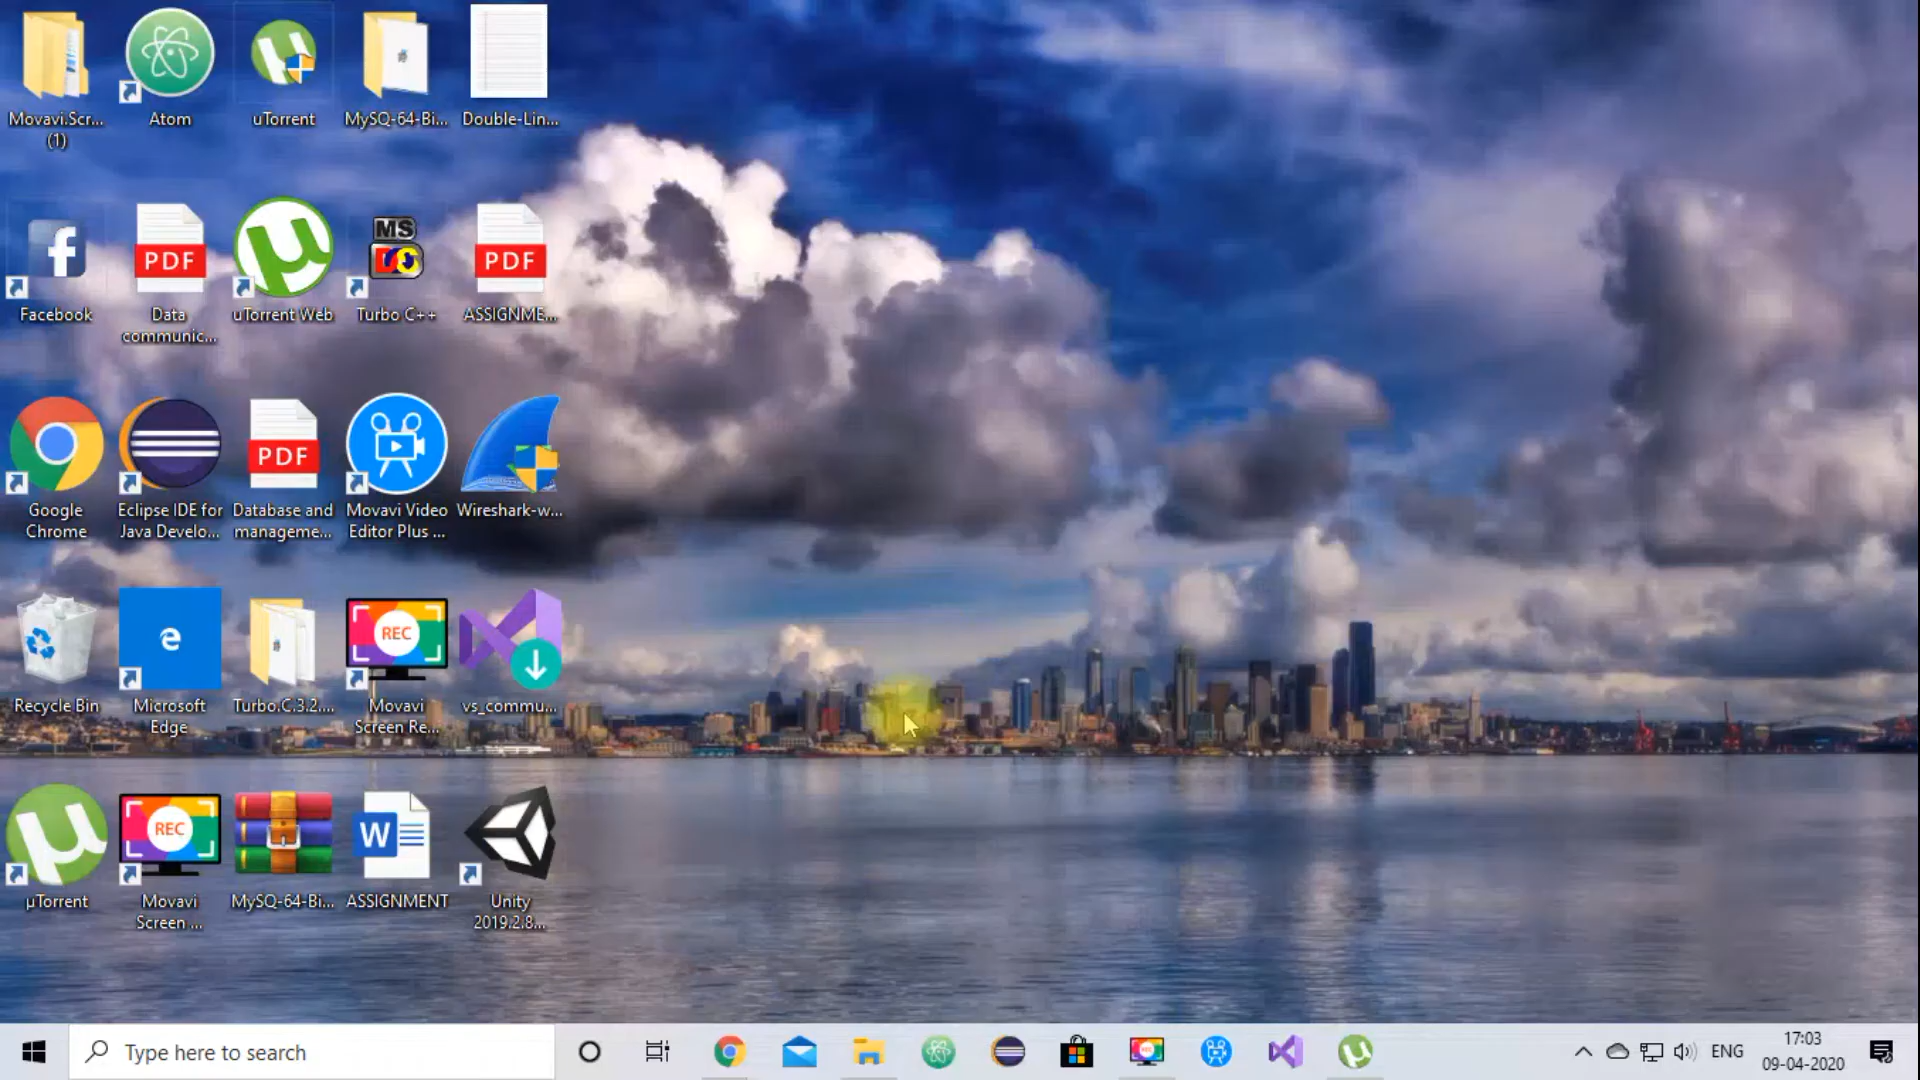 Movavi.Scr...
(1)
Atom
uTorrent
MySQ-64-Bi...
Double-Lin...
Facebook
PDF
Data
communic...
uTorrent Web
MS
Turbo C++
PDF
ASSIGNME...
Google
Chrome
Eclipse IDE for
Java Develo...
PDF
Database and
manageme...
Movavi Video
Editor Plus ...
Wireshark-w...
Recycle Bin
Microsoft
Edge
Turbo.C.3.2....
REC
Movavi
Screen Re...
vs_commu...
µTorrent
REC
Movavi
Screen ...
MySQ-64-Bi...
W
ASSIGNMENT
Unity
2019.2.8...
Type here to search
ENG
17:03
09-04-2020